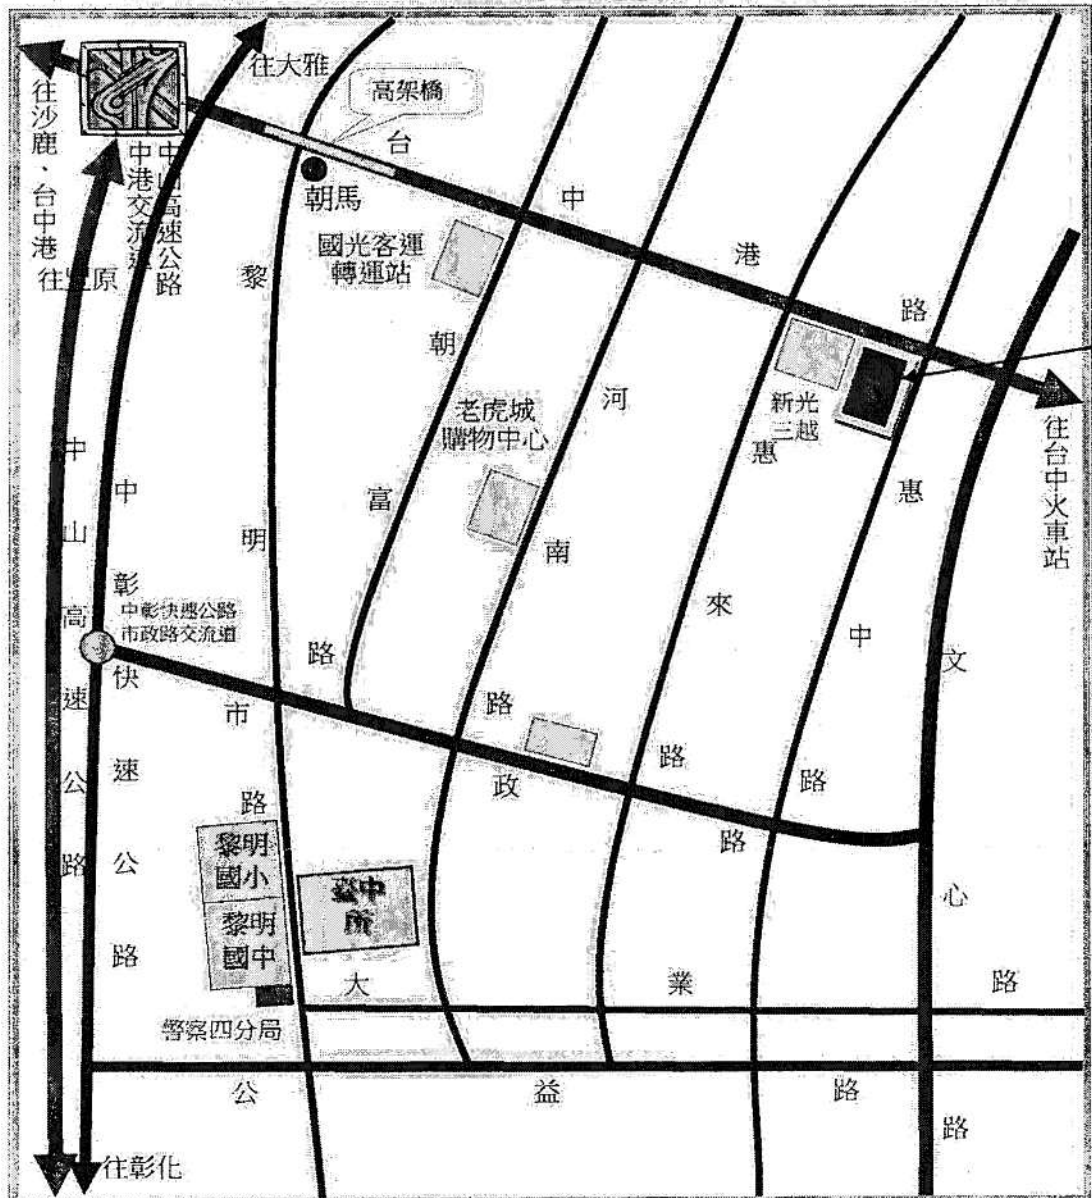 往大雅
高架橋
往沙鹿、台中港
中港交流道
中山高速公路
台中港路
朝馬
國光客運
轉運站
往豐原
黎明路
朝富路
河南路
惠來路
惠中路
文心路
老虎城
購物中心
新光
三越
往台中火車站
中山高速公路
中彰快速公路
中彰快速公路
市政路交流道
市政路
黎明
國小
黎明
國中
警察四分局
大業路
公益路
往彰化